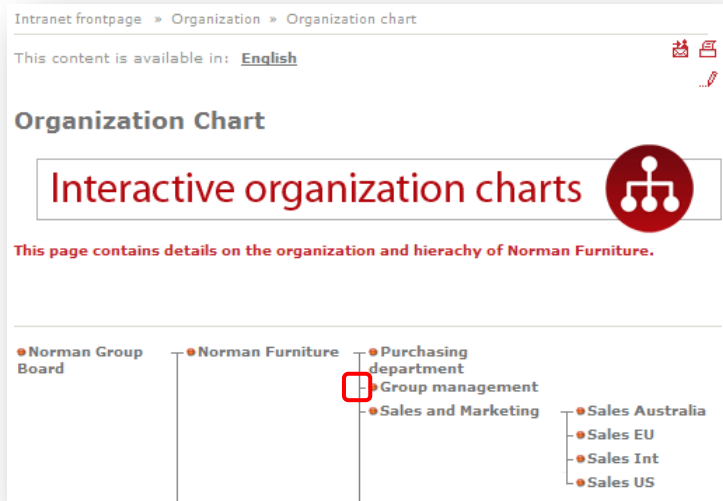 Intranet frontpage » Organization » Organization chart
This content is available in: English
Organization Chart
Interactive organization charts
This page contains details on the organization and hierachy of Norman Furniture.
Norman Group
Board
Norman Furniture
Purchasing
department
Group management
Sales and Marketing
Sales Australia
Sales EU
Sales Int
Sales US